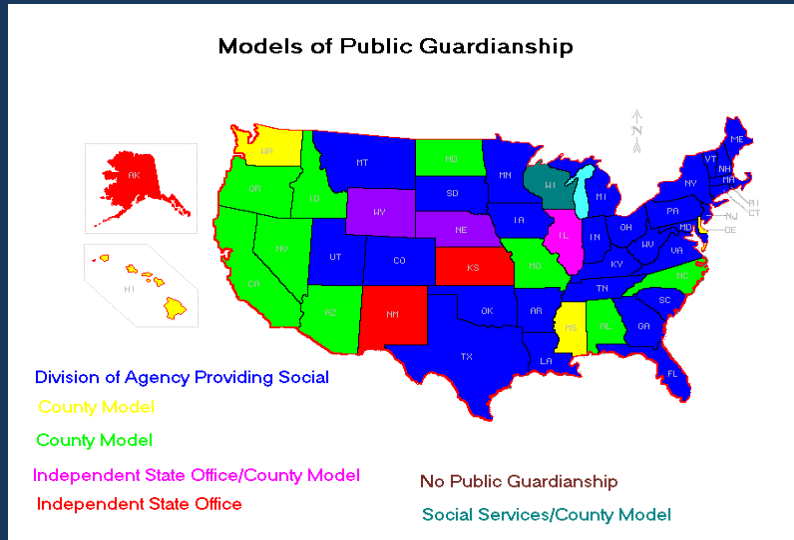 Models of Public Guardianship
N
AK
HI
WA
OR
CA
NV
ID
AZ
MT
WY
UT
CO
NM
ND
SD
NE
KS
OK
TX
MN
IA
MO
AR
LA
WI
IL
MI
IN
OH
KY
TN
MS
AL
GA
FL
SC
NC
VA
WV
PA
NY
MD
VT
NH
ME
MA
RI
CT
NJ
DE
Division of Agency Providing Social
County Model
County Model
Independent State Office/County Model
Independent State Office
No Public Guardianship
Social Services/County Model